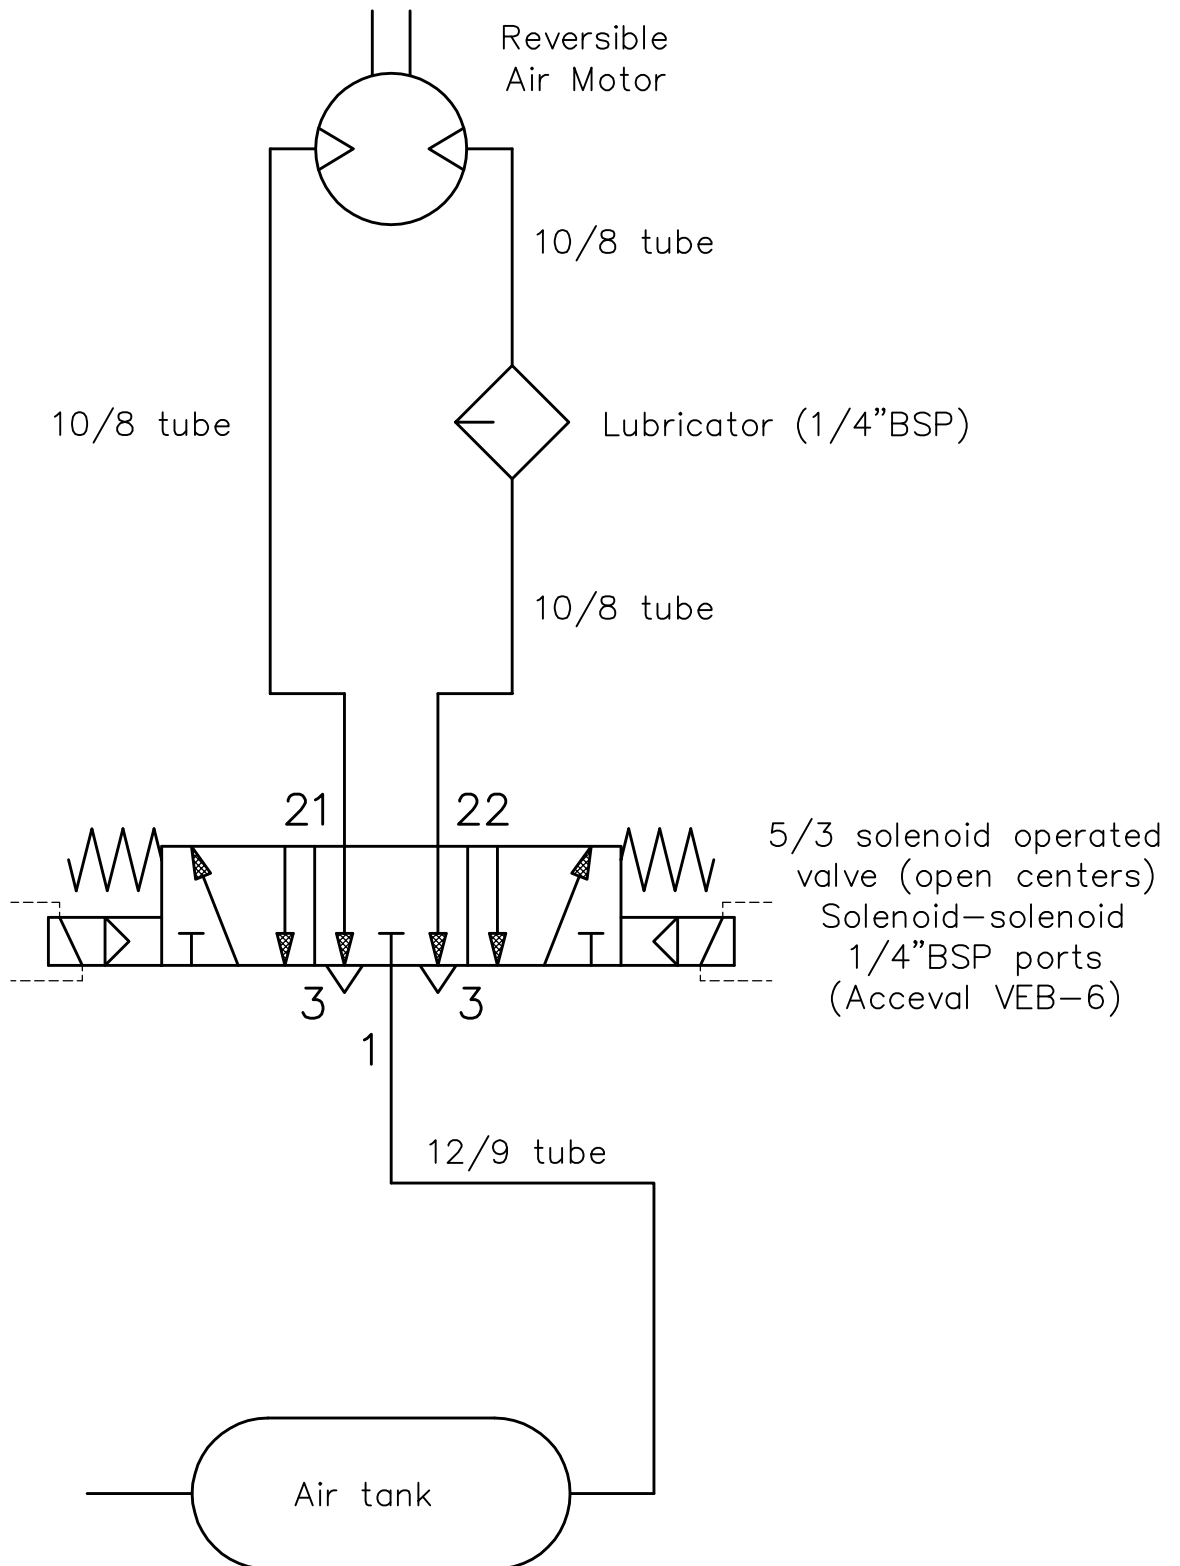 Reversible
Air Motor
10/8 tube
10/8 tube
Lubricator (1/4”BSP)
10/8 tube
21
22
5/3 solenoid operated
valve (open centers)
Solenoid-solenoid
1/4”BSP ports
(Acceval VEB-6)
3
3
1
12/9 tube
Air tank